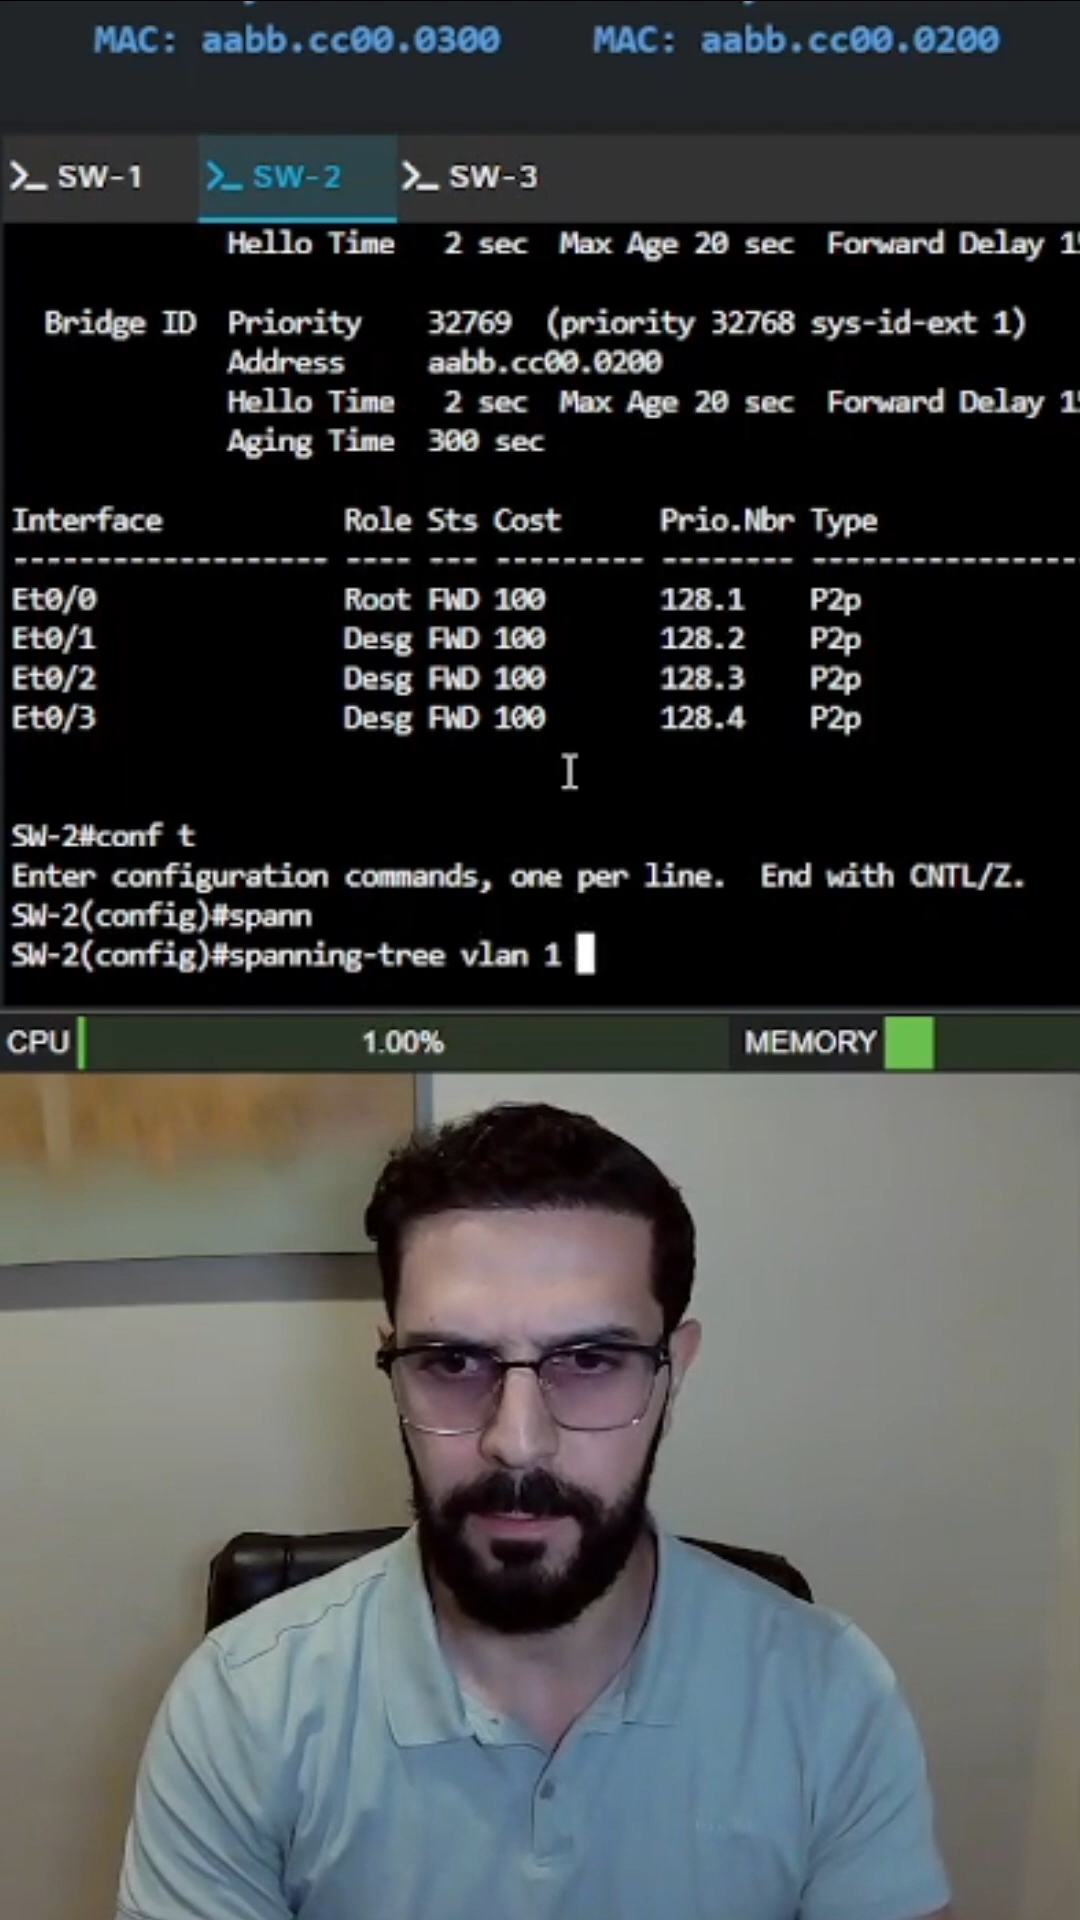 MAC: aabb.cc00.0300 MAC: aabb.cc00.0200
>_ SW-1 >_ SW-2 >_ SW-3
Hello Time 2 sec Max Age 20 sec Forward Delay
Bridge ID Priority 32769 (priority 32768 sys-id-ext 1)
Address aabb.cc00.0200
Hello Time 2 sec Max Age 20 sec Forward Delay
Aging Time 300 sec
Interface Role Sts Cost Prio.Nbr Type
------------------- ---- --- --------- -------- ----------------
Et0/0 Root FWD 100 128.1 P2p
Et0/1 Desg FWD 100 128.2 P2p
Et0/2 Desg FWD 100 128.3 P2p
Et0/3 Desg FWD 100 128.4 P2p
SW-2#conf t
Enter configuration commands, one per line. End with CNTL/Z.
SW-2(config)#spann
SW-2(config)#spanning-tree vlan 1
CPU 1.00% MEMORY